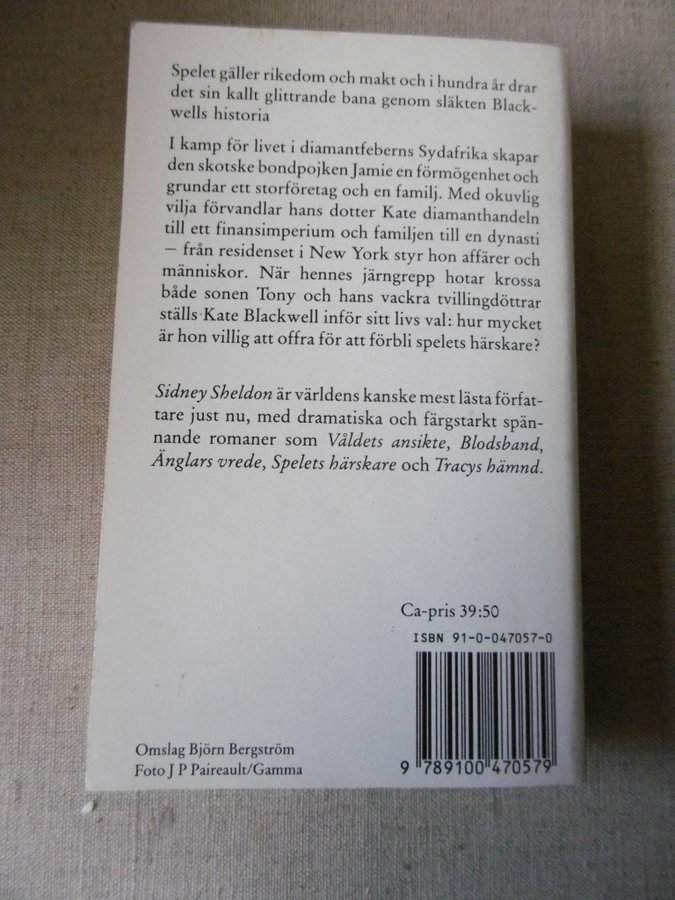 Spelet gäller rikedom och makt och i hundra år drar
det sin kallt glittrande bana genom släkten Black-
wells historia
I kamp för livet i diamantfeberns Sydafrika skapar
den skotske bondpojken Jamie en förmögenhet och
grundar ett storföretag och en familj. Med okuvlig
vilja förvandlar hans dotter Kate diamanthandeln
till ett finansimperium och familjen till en dynasti
– från residenset i New York styr hon affärer och
människor. När hennes järngrepp hotar krossa
både sonen Tony och hans vackra tvillingdöttrar
ställs Kate Blackwell inför sitt livs val: hur mycket
är hon villig att offra för att förbli spelets härskare?
Sidney Sheldon är världens kanske mest lästa förfat-
tare just nu, med dramatiska och färgstarkt spän-
nande romaner som Våldets ansikte, Blodsband,
Änglars vrede, Spelets härskare och Tracys hämnd.
Ca-pris 39:50
ISBN 91-0-047057-0
9 789100 470579
Omslag Björn Bergström
Foto J P Paireault/Gamma